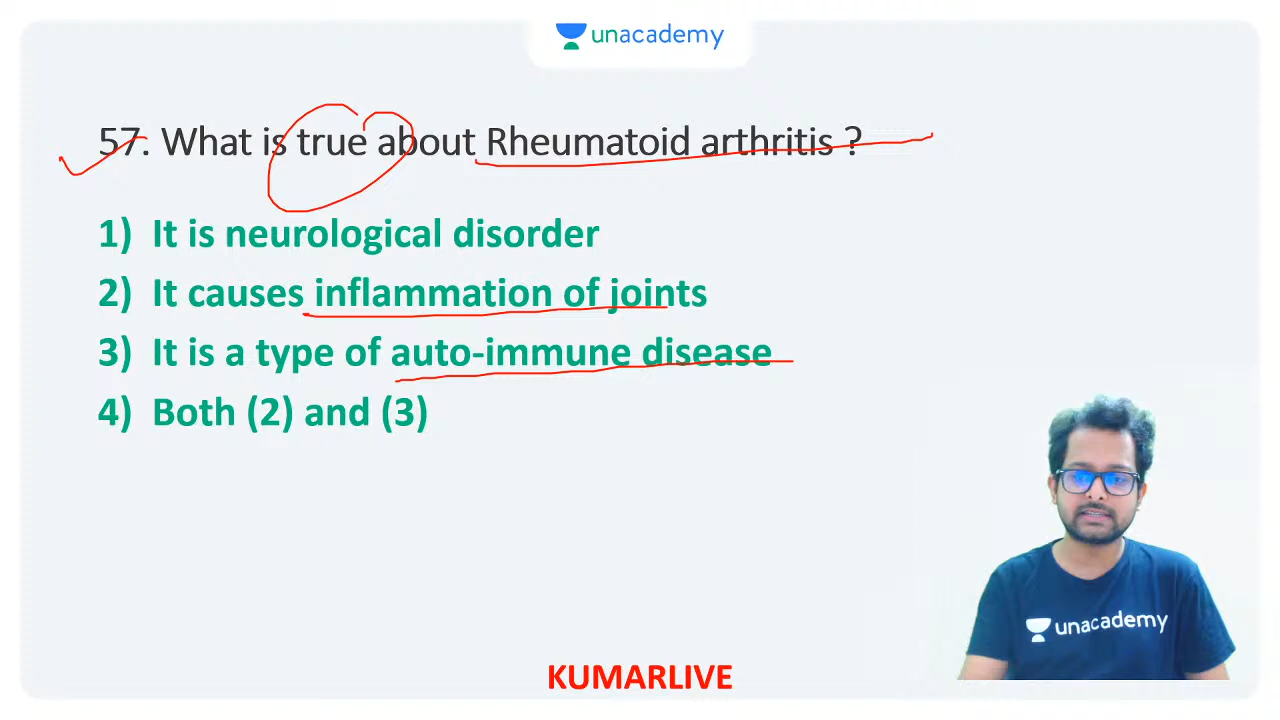 unacademy
57. What is true about Rheumatoid arthritis ?
1) It is neurological disorder
2) It causes inflammation of joints
3) It is a type of auto-immune disease
4) Both (2) and (3)
unacademy
KUMARLIVE